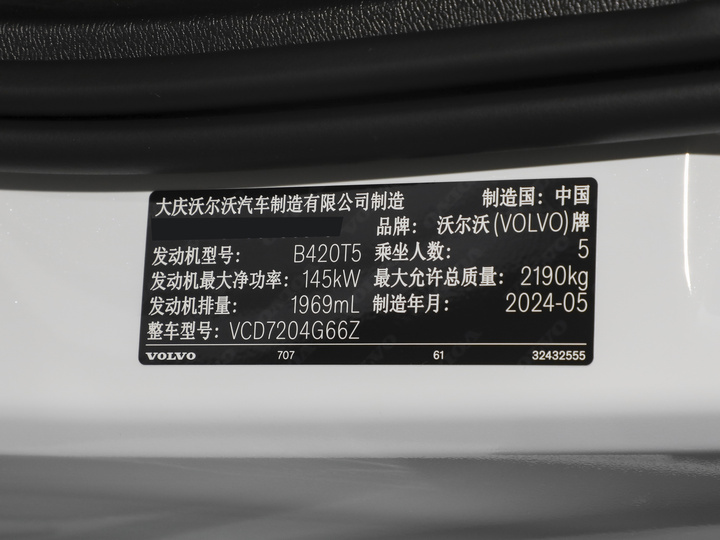 大庆沃尔沃汽车制造有限公司制造 制造国：中国
品牌：沃尔沃(VOLVO)牌
发动机型号：B420T5 乘坐人数：5
发动机最大净功率：145kW 最大允许总质量：2190kg
发动机排量：1969mL 制造年月：2024-05
整车型号：VCD7204G66Z
VOLVO 707 61 32432555